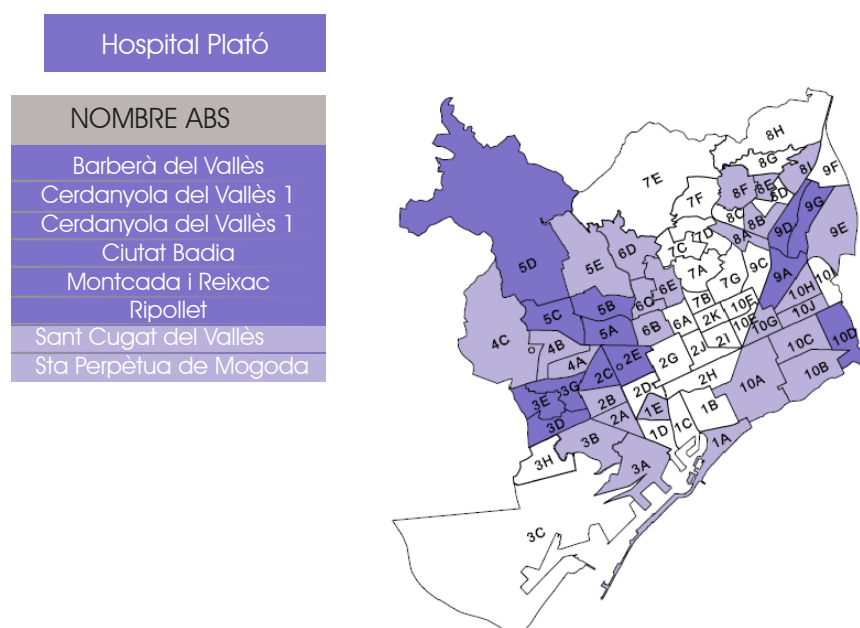 Hospital Plató
NOMBRE ABS
Barberà del Vallès
Cerdanyola del Vallès 1
Cerdanyola del Vallès 1
Ciutat Badia
Montcada i Reixac
Ripollet
Sant Cugat del Vallès
Sta Perpètua de Mogoda
8H
8G
8I
9F
7E
8F
8E
8D
7F
8C
8B
9G
9D
9E
8A
7D
7C
6D
5E
5D
7A
7G
9C
9A
6E
10H
10I
7B
10F
10J
6C
5B
5C
2K
10E
10G
6A
6B
5A
10D
4C
4B
2J
2I
10C
2E
2G
4A
2C
2H
10B
10A
3G
2D
3E
2B
1E
1B
2A
3D
1C
1D
1A
3B
3H
3A
3C